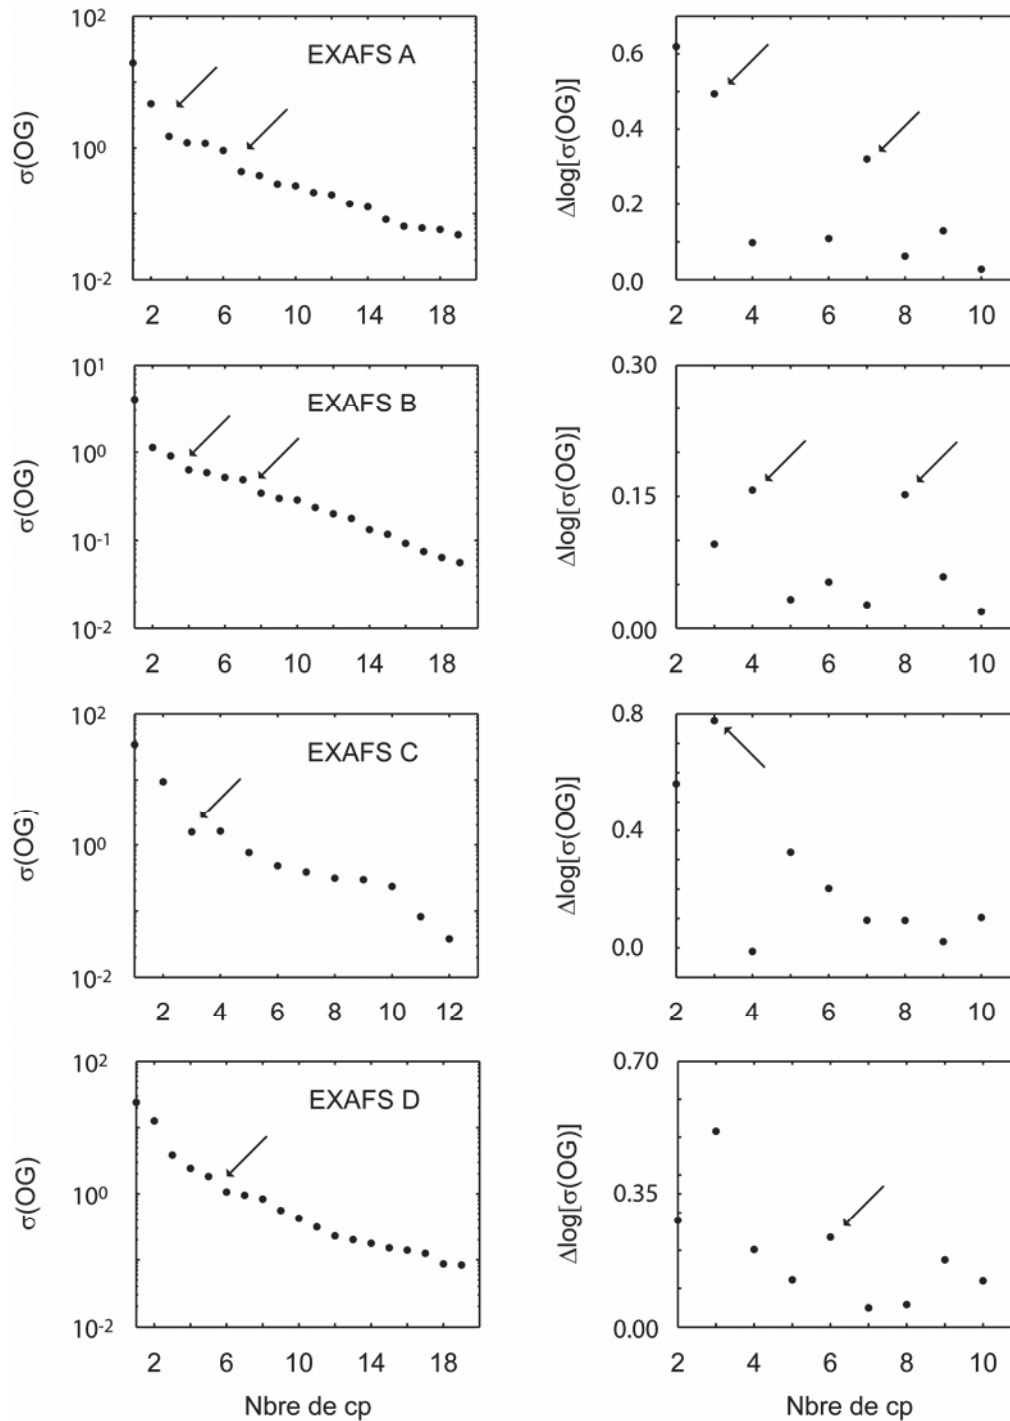 10²
10⁰
10⁻²
σ(OG)
EXAFS A
2 6 10 14 18
0.6
0.4
0.2
0.0
Δlog[σ(OG)]
2 4 6 8 10
10¹
10⁰
10⁻¹
10⁻²
σ(OG)
EXAFS B
2 6 10 14 18
0.30
0.15
0.00
Δlog[σ(OG)]
2 4 6 8 10
10²
10⁰
10⁻²
σ(OG)
EXAFS C
2 4 6 8 10 12
0.8
0.4
0.0
Δlog[σ(OG)]
2 4 6 8 10
10²
10⁰
10⁻²
σ(OG)
EXAFS D
2 6 10 14 18
Nbre de cp
0.70
0.35
0.00
Δlog[σ(OG)]
2 4 6 8 10
Nbre de cp